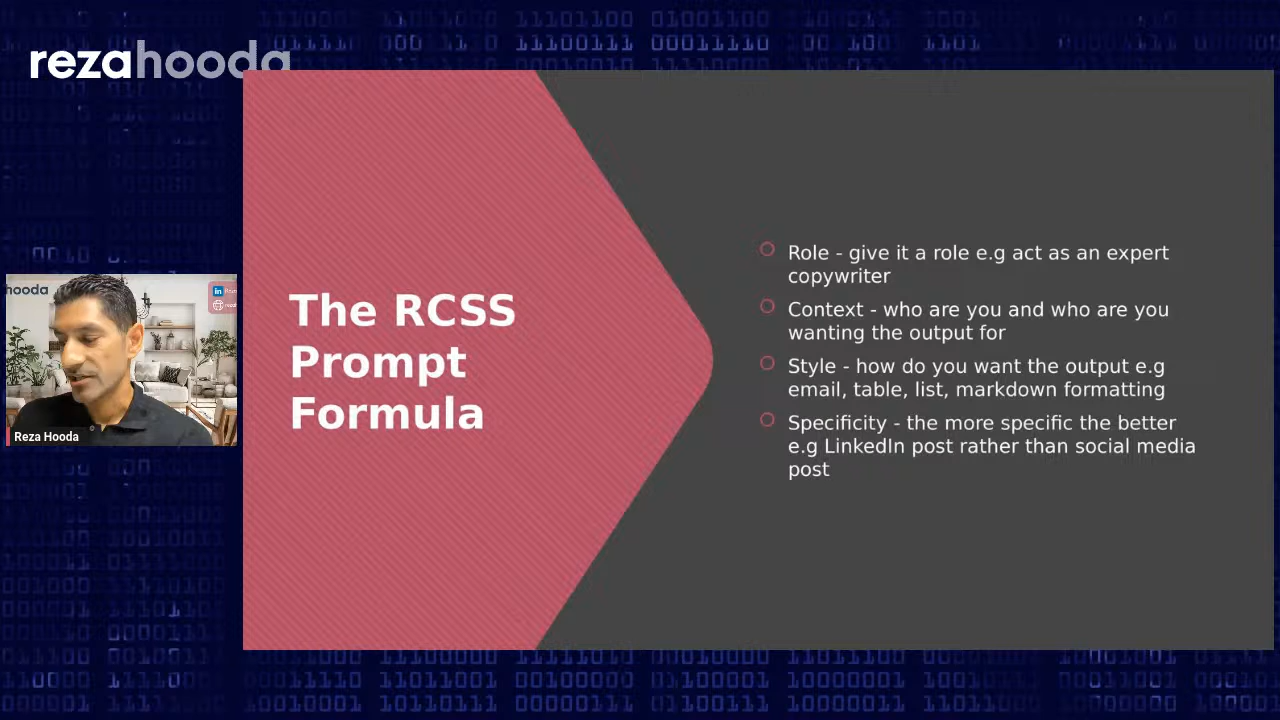 rezahooda
The RCSS
Prompt
Formula
Role - give it a role e.g act as an expert
copywriter
Context - who are you and who are you
wanting the output for
Style - how do you want the output e.g
email, table, list, markdown formatting
Specificity - the more specific the better
e.g LinkedIn post rather than social media
post
hooda
in
Reza Hooda